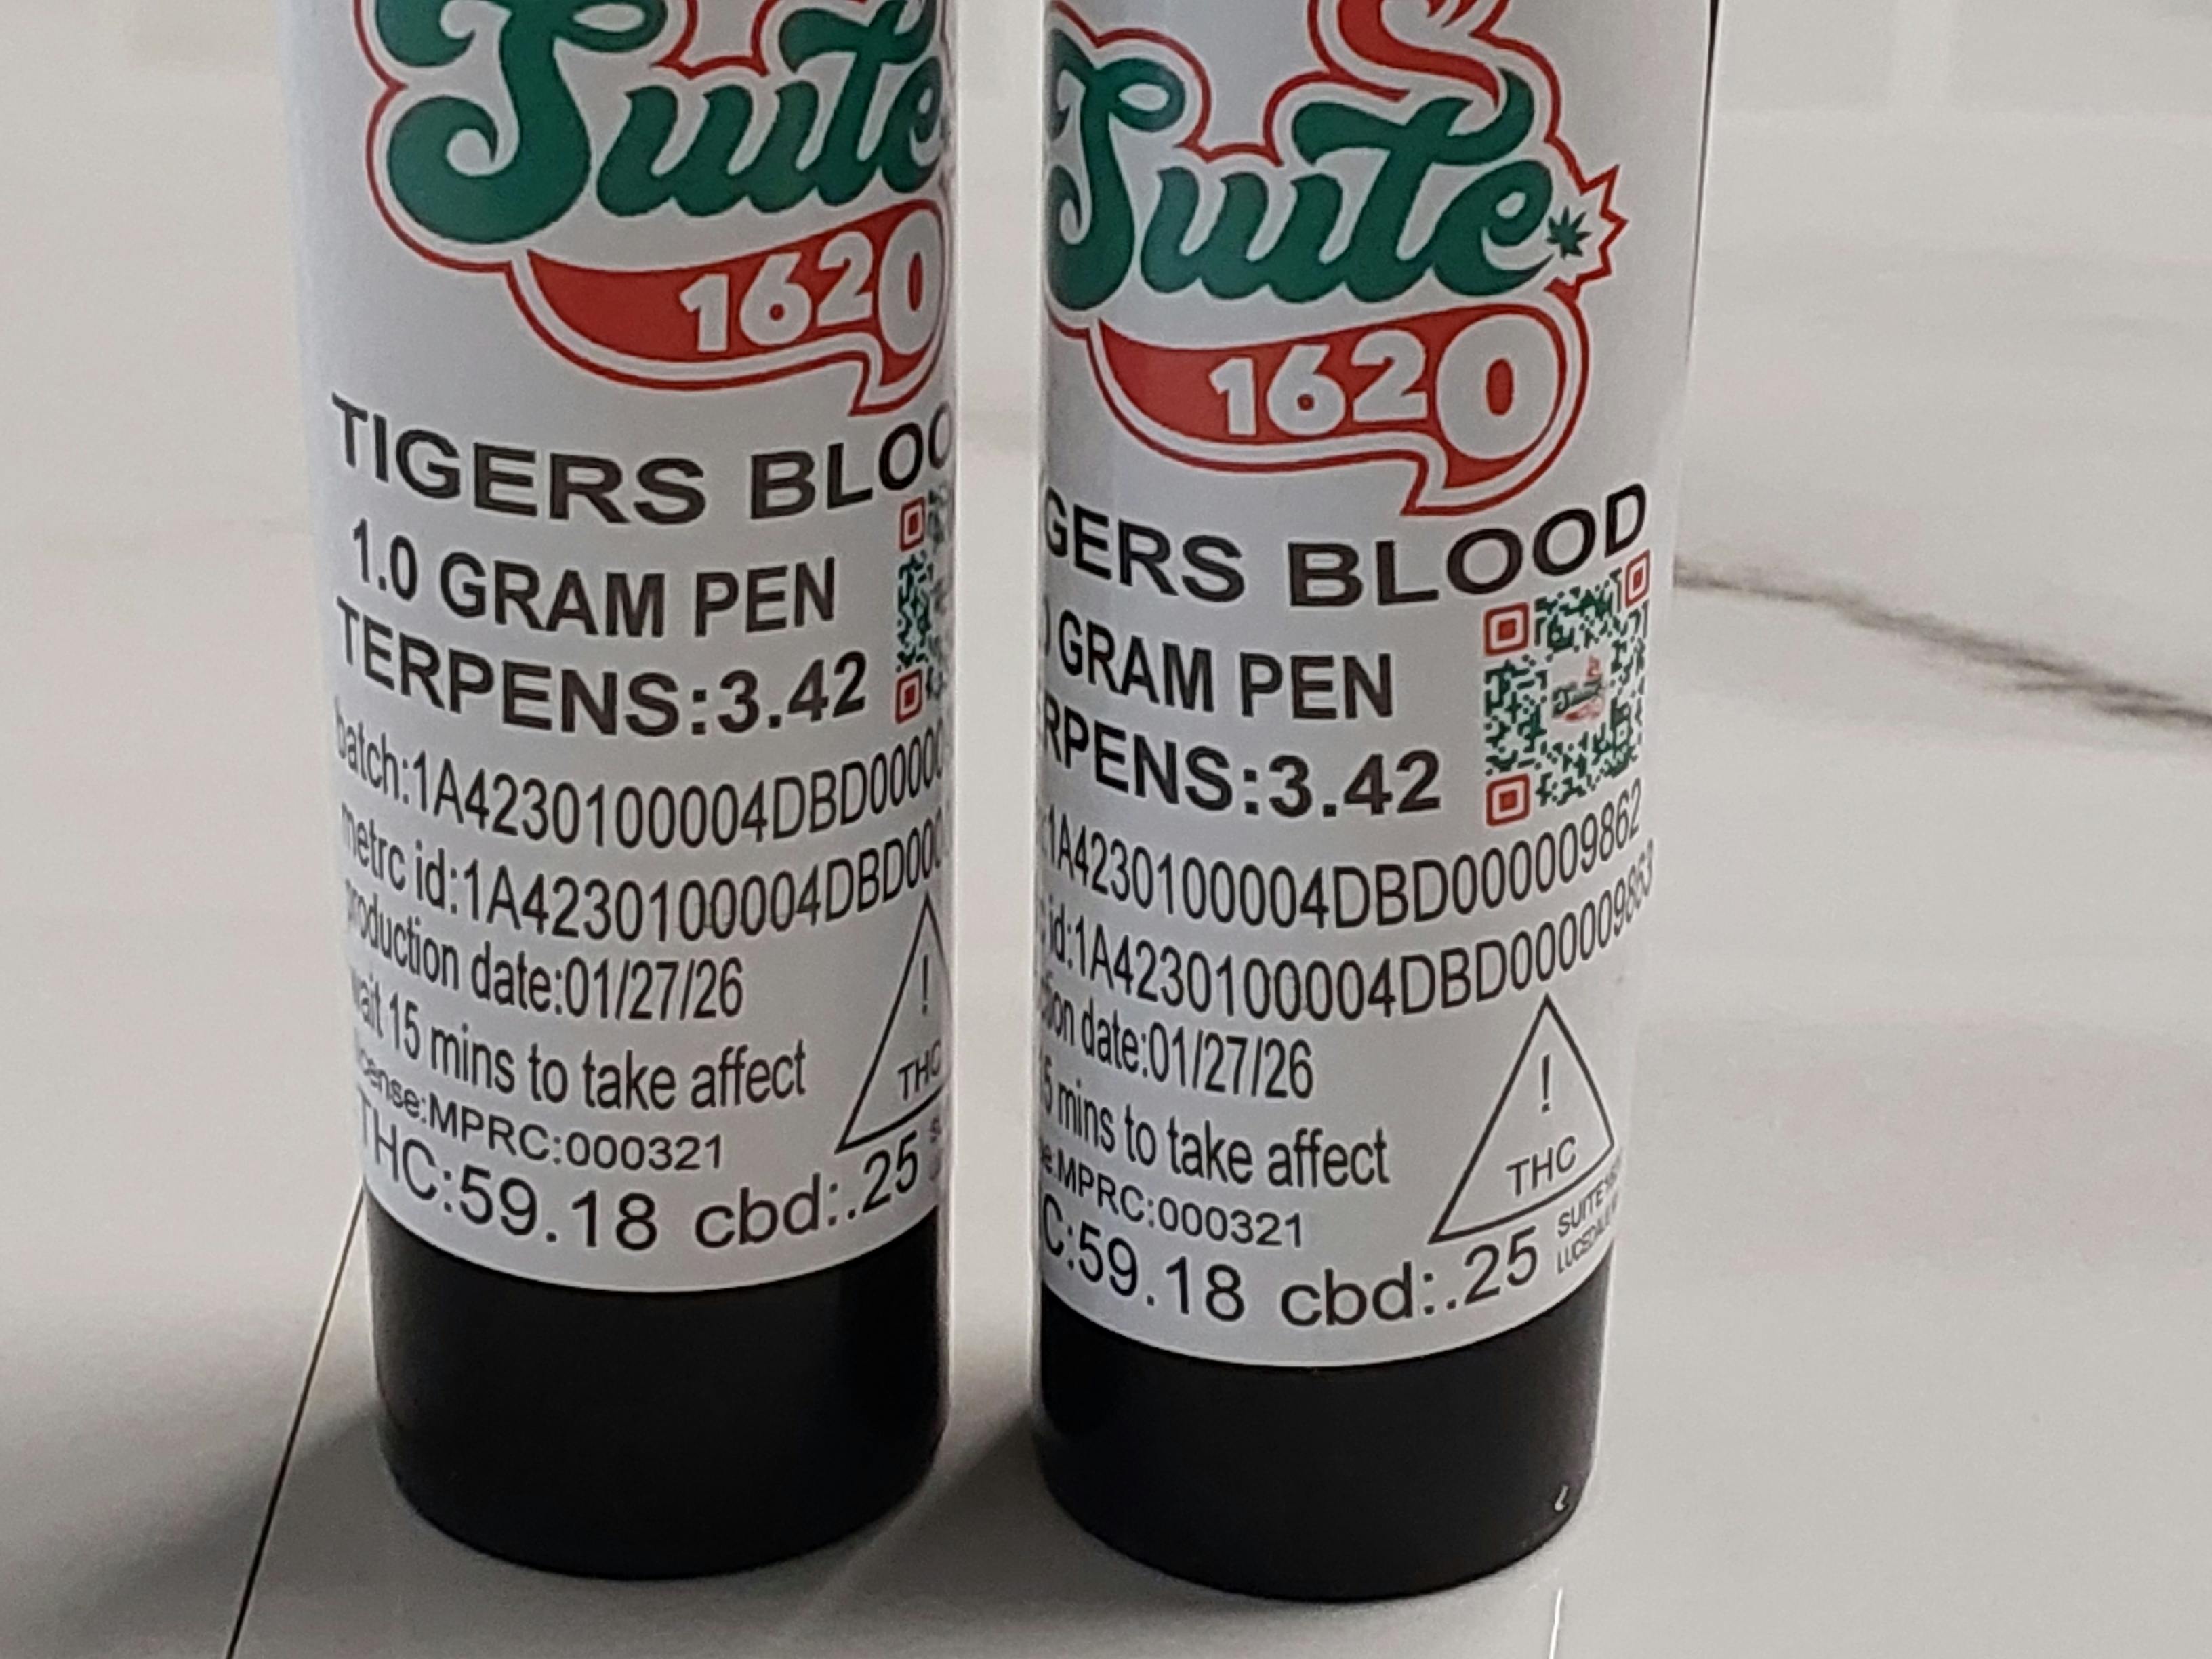 Suite
1620
TIGERS BLOO
1.0 GRAM PEN
TERPENS:3.42
batch:1A4230100004DBD0000
metrc id:1A4230100004DBD000
production date:01/27/26
wait 15 mins to take affect
license:MPRC:000321
THC:59.18 cbd:.25
!
THC
Suite
1620
GERS BLOOD
GRAM PEN
RPENS:3.42
:1A4230100004DBD000009862
id:1A4230100004DBD000009863
ion date:01/27/26
5 mins to take affect
e:MPRC:000321
C:59.18 cbd:.25
!
THC